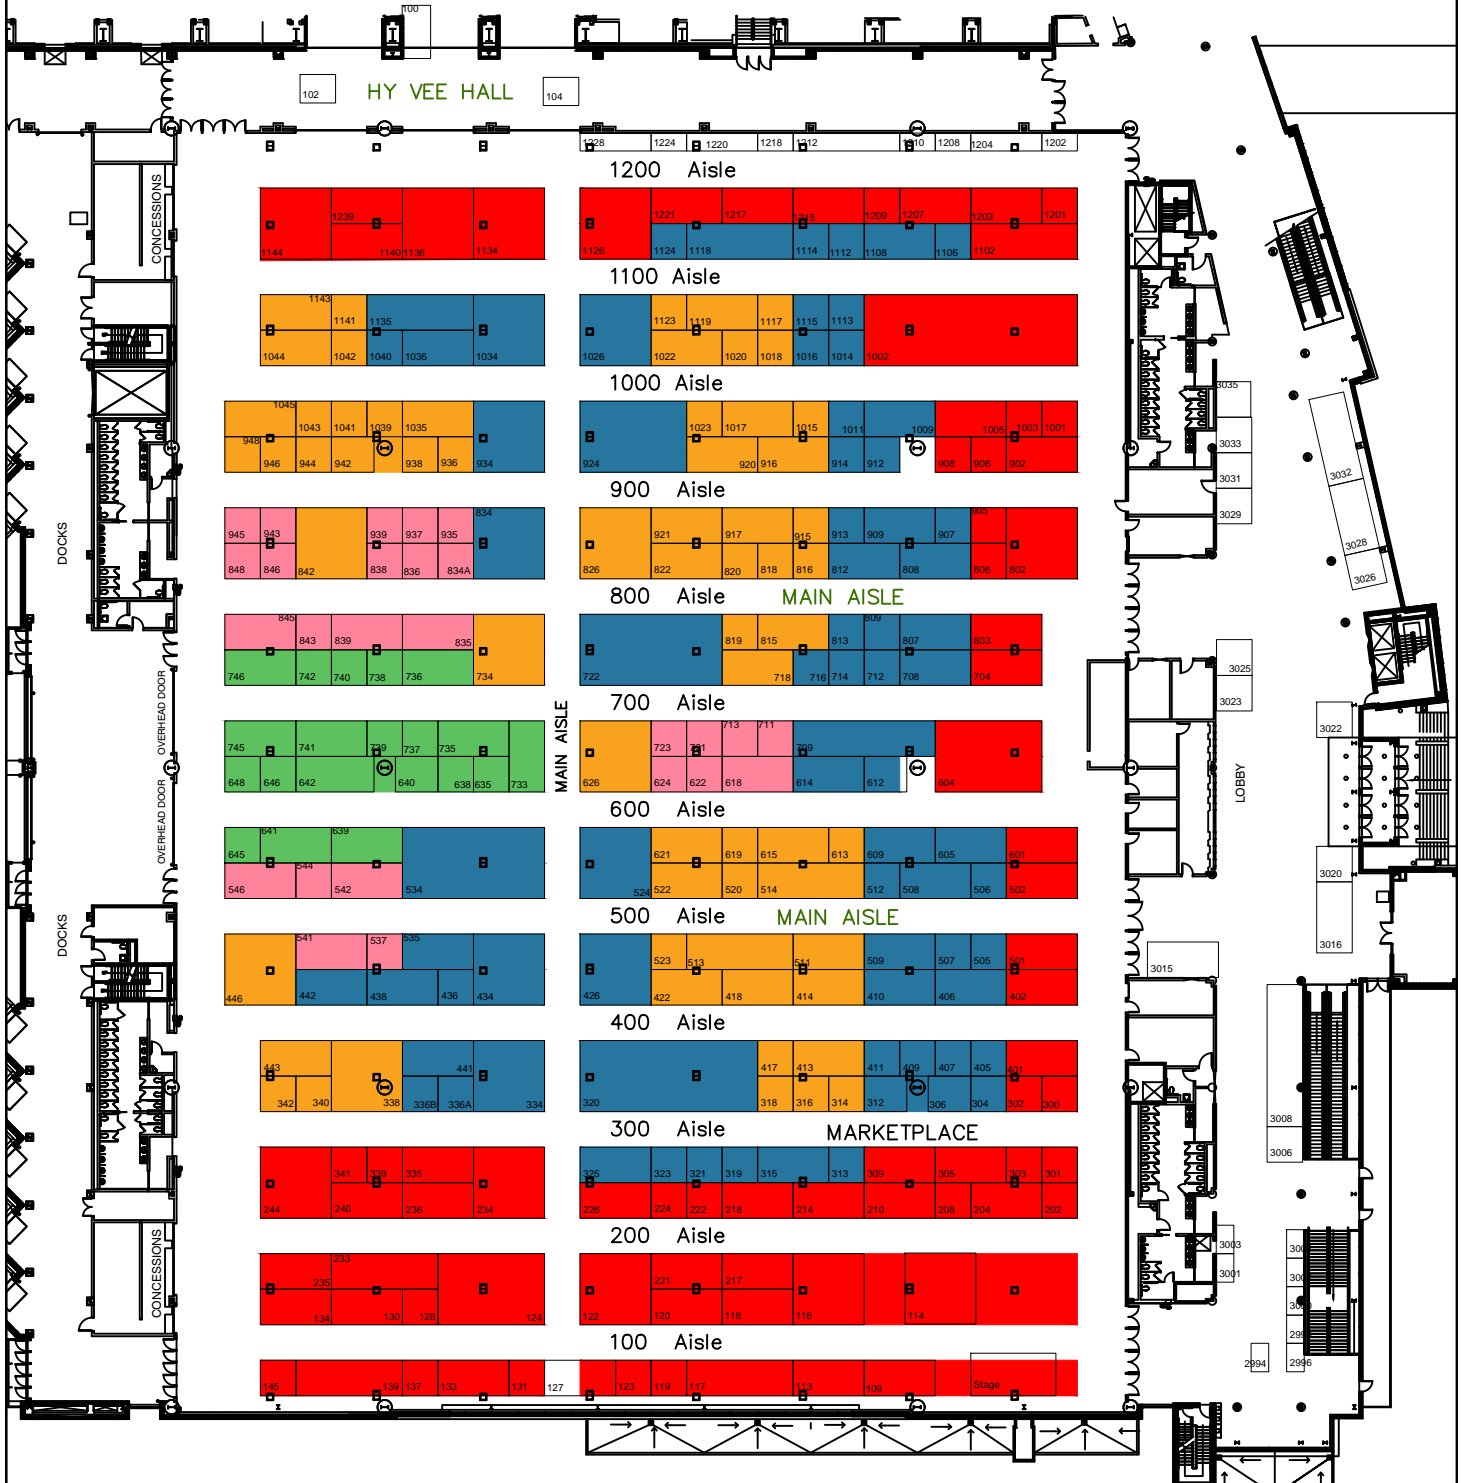 100
102
HY VEE HALL
104
1228 1224 1220 1218 1212 1210 1208 1204 1202
1200 Aisle
CONCESSIONS
1239 1221 1217 1215 1209 1207 1203 1201
1144 1140 1136 1134 1126 1124 1118 1114 1112 1108 1106 1102
1100 Aisle
1143 1141 1135 1123 1119 1117 1115 1113
1044 1042 1040 1036 1034 1026 1022 1020 1018 1016 1014 1002
1000 Aisle
3035
1045 1043 1041 1039 1035 1023 1017 1015 1011 1009 1005 1003 1001
948 946 944 942 938 936 934 924 920 916 914 912 908 906 902
3033
3031
3032
900 Aisle
3029
DOCKS
945 943 939 937 935 834 921 917 915 913 909 907 905
848 846 842 838 836 834A 826 822 820 818 816 812 808 806 802
3028
3026
800 Aisle MAIN AISLE
845 843 839 835 819 815 813 809 807 803
746 742 740 738 736 734 722 718 716 714 712 708 704
3025
3023
OVERHEAD DOOR
700 Aisle
MAIN AISLE
3022
745 741 739 737 735 723 721 713 711 709
648 646 642 640 638 635 733 626 624 622 618 614 612 604
LOBBY
OVERHEAD DOOR
600 Aisle
645 641 639 621 619 615 613 609 605 601
546 544 542 534 524 522 520 514 512 508 506 502
3020
500 Aisle MAIN AISLE
DOCKS
541 537 535 523 513 511 509 507 505 501
446 442 438 436 434 426 422 418 414 410 406 402
3016
3015
400 Aisle
443 441 417 413 411 409 407 405 401
342 340 338 336B 336A 334 320 318 316 314 312 306 304 302 300
3008
300 Aisle MARKETPLACE
3006
341 339 335 325 323 321 319 315 313 309 305 303 301
244 240 236 234 226 224 222 218 214 210 208 204 202
200 Aisle
CONCESSIONS
3003
3001
235 233 221 217
134 130 128 124 122 120 118 116 114
100 Aisle
2994 2996
145 139 137 133 131 127 123 119 117 113 109 Stage